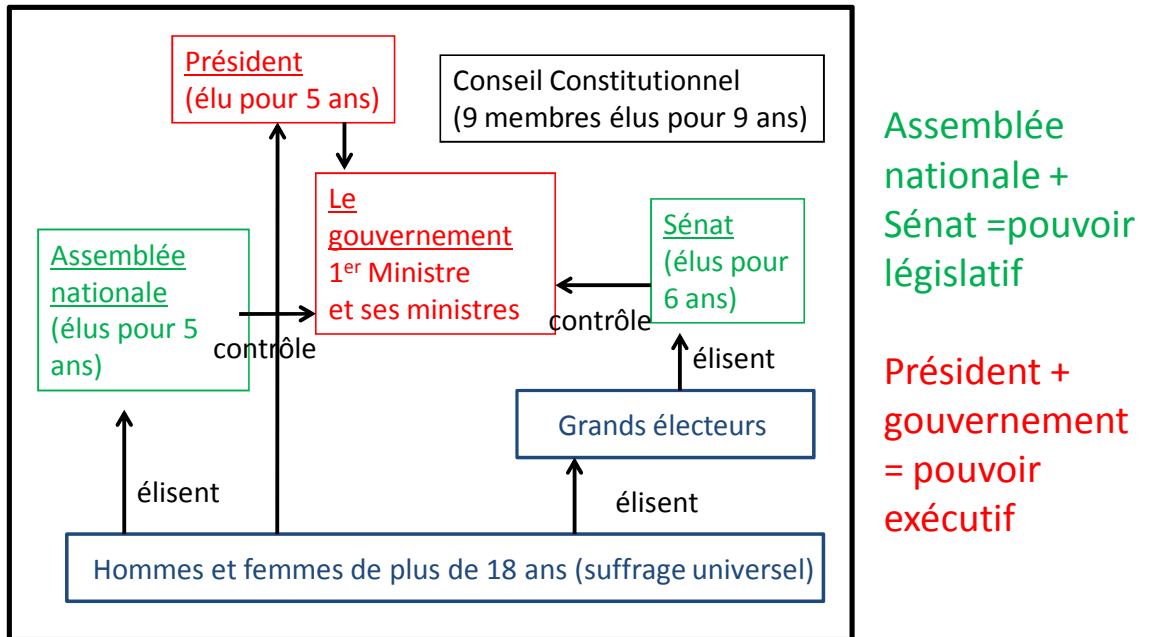 Président
(élu pour 5 ans)
Conseil Constitutionnel
(9 membres élus pour 9 ans)
Le
gouvernement
1er Ministre
et ses ministres
Assemblée
nationale
(élus pour 5
ans)
contrôle
Sénat
(élus pour
6 ans)
contrôle
élisent
Grands électeurs
élisent
élisent
Hommes et femmes de plus de 18 ans (suffrage universel)
Assemblée
nationale +
Sénat =pouvoir
législatif
Président +
gouvernement
= pouvoir
exécutif